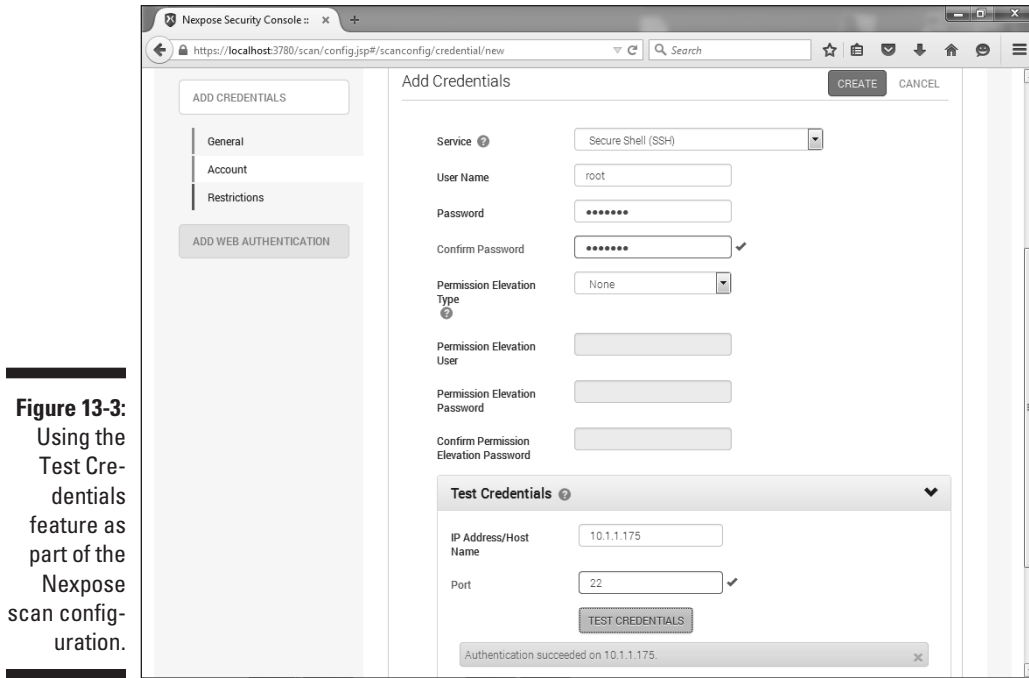 Nexpose Security Console ::
https://localhost:3780/scan/config.jsp#/scanconfig/credential/new
Search
ADD CREDENTIALS
General
Account
Restrictions
ADD WEB AUTHENTICATION
Add Credentials
CREATE
CANCEL
Service
Secure Shell (SSH)
User Name
root
Password
•••••••
Confirm Password
•••••••
Permission Elevation
Type
None
Permission Elevation
User
Permission Elevation
Password
Confirm Permission
Elevation Password
Test Credentials
IP Address/Host
Name
10.1.1.175
Port
22
TEST CREDENTIALS
Authentication succeeded on 10.1.1.175.
Figure 13-3:
Using the
Test Cre-
dentials
feature as
part of the
Nexpose
scan config-
uration.